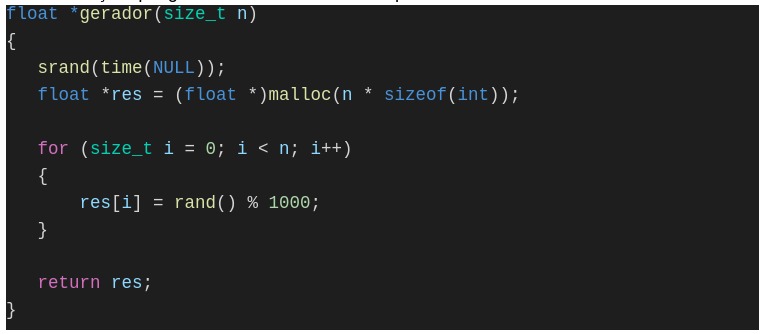 float *gerador(size_t n)
{
srand(time(NULL));
float *res = (float *)malloc(n * sizeof(int));
for (size_t i = 0; i < n; i++)
{
res[i] = rand() % 1000;
}
return res;
}